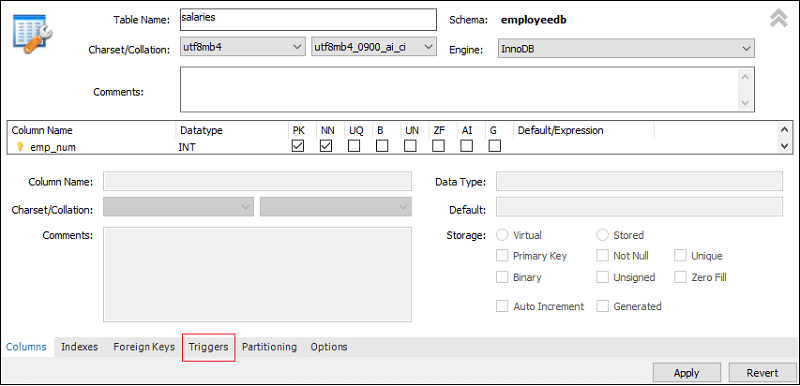 Table Name: salaries Schema: employeedb
Charset/Collation: utf8mb4 utf8mb4_0900_ai_ci Engine: InnoDB
Comments:
Column Name Datatype PK NN UQ B UN ZF AI G Default/Expression
emp_num INT
Column Name: Data Type:
Charset/Collation: Default:
Comments: Storage: Virtual Stored
Primary Key Not Null Unique
Binary Unsigned Zero Fill
Auto Increment Generated
Columns Indexes Foreign Keys Triggers Partitioning Options
Apply Revert